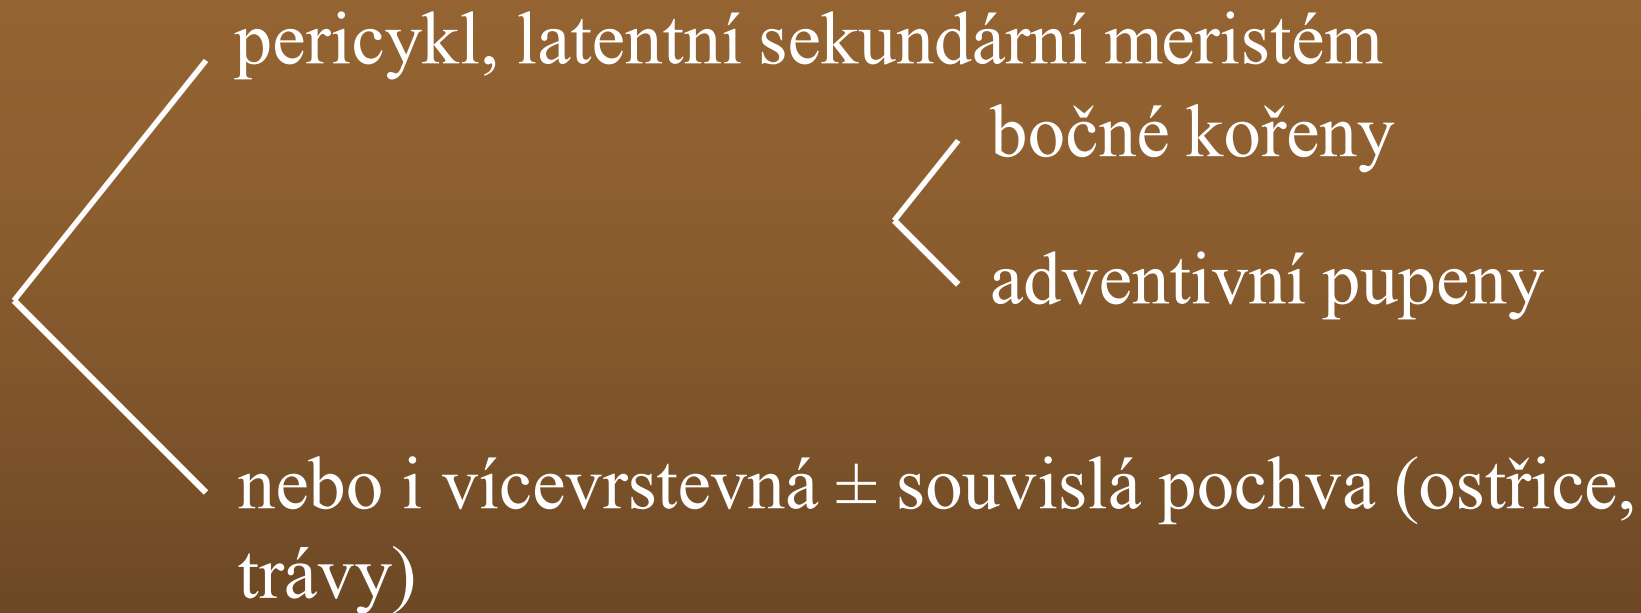 pericykl, latentní sekundární meristém
bočné kořeny
adventivní pupeny
nebo i vícevrstevná ± souvislá pochva (ostřice,
trávy)